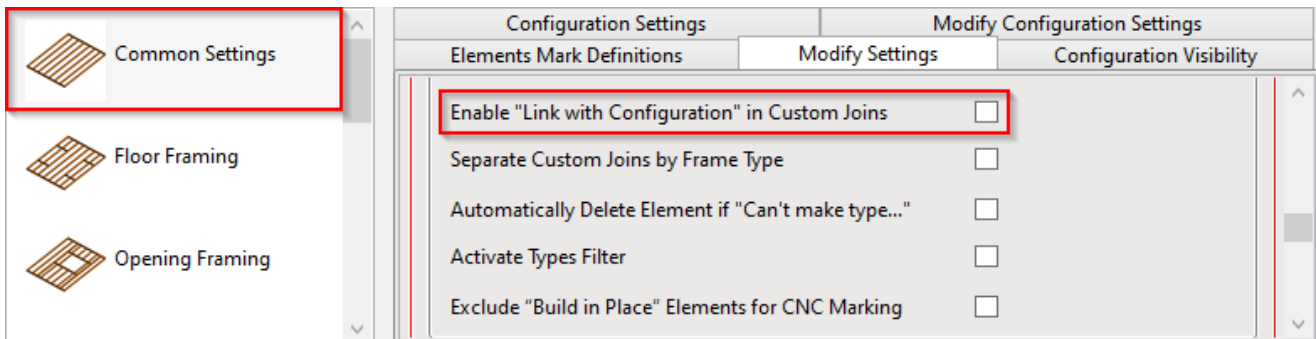 Common Settings
Floor Framing
Opening Framing
Configuration Settings
Modify Configuration Settings
Elements Mark Definitions
Modify Settings
Configuration Visibility
Enable "Link with Configuration" in Custom Joins
Separate Custom Joins by Frame Type
Automatically Delete Element if "Can't make type..."
Activate Types Filter
Exclude "Build in Place" Elements for CNC Marking